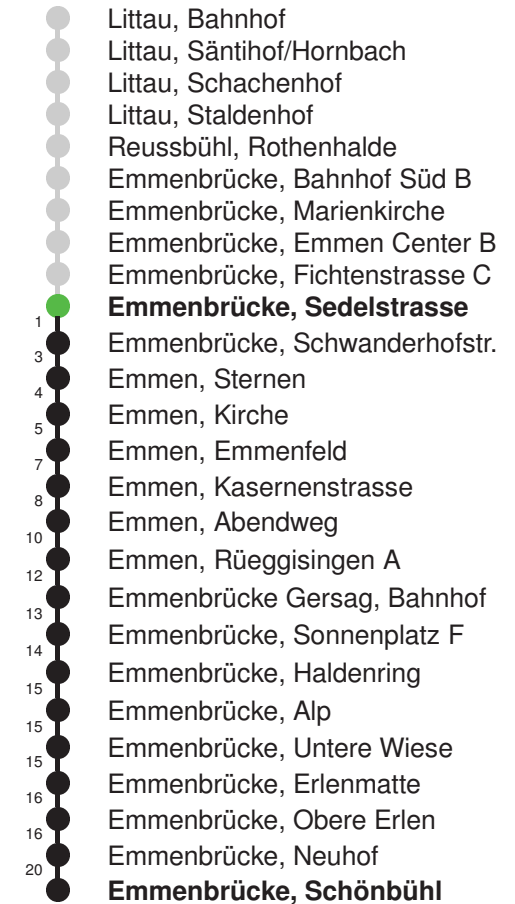 Littau, Bahnhof
Littau, Säntihof/Hornbach
Littau, Schachenhof
Littau, Staldenhof
Reussbühl, Rothenhalde
Emmenbrücke, Bahnhof Süd B
Emmenbrücke, Marienkirche
Emmenbrücke, Emmen Center B
Emmenbrücke, Fichtenstrasse C
Emmenbrücke, Sedelstrasse
1
Emmenbrücke, Schwanderhofstr.
3
Emmen, Sternen
4
Emmen, Kirche
5
Emmen, Emmenfeld
7
Emmen, Kasernenstrasse
8
Emmen, Abendweg
10
Emmen, Rüeggisingen A
12
Emmenbrücke Gersag, Bahnhof
13
Emmenbrücke, Sonnenplatz F
14
Emmenbrücke, Haldenring
15
Emmenbrücke, Alp
15
Emmenbrücke, Untere Wiese
15
Emmenbrücke, Erlenmatte
16
Emmenbrücke, Obere Erlen
16
Emmenbrücke, Neuhof
20
Emmenbrücke, Schönbühl